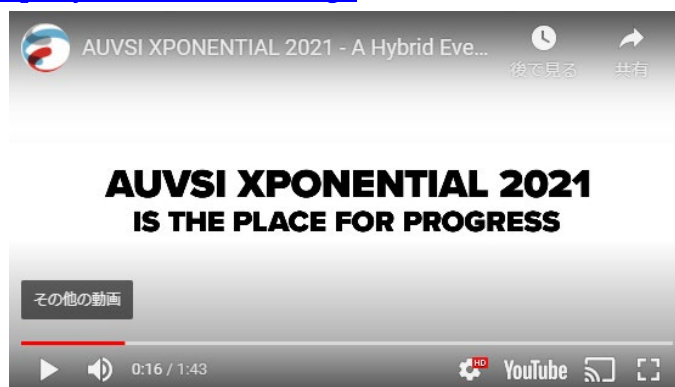 AUVSI XPONENTIAL 2021 - A Hybrid Eve...
後で見る
共有
AUVSI XPONENTIAL 2021
IS THE PLACE FOR PROGRESS
その他の動画
0:16 / 1:43
HD
YouTube